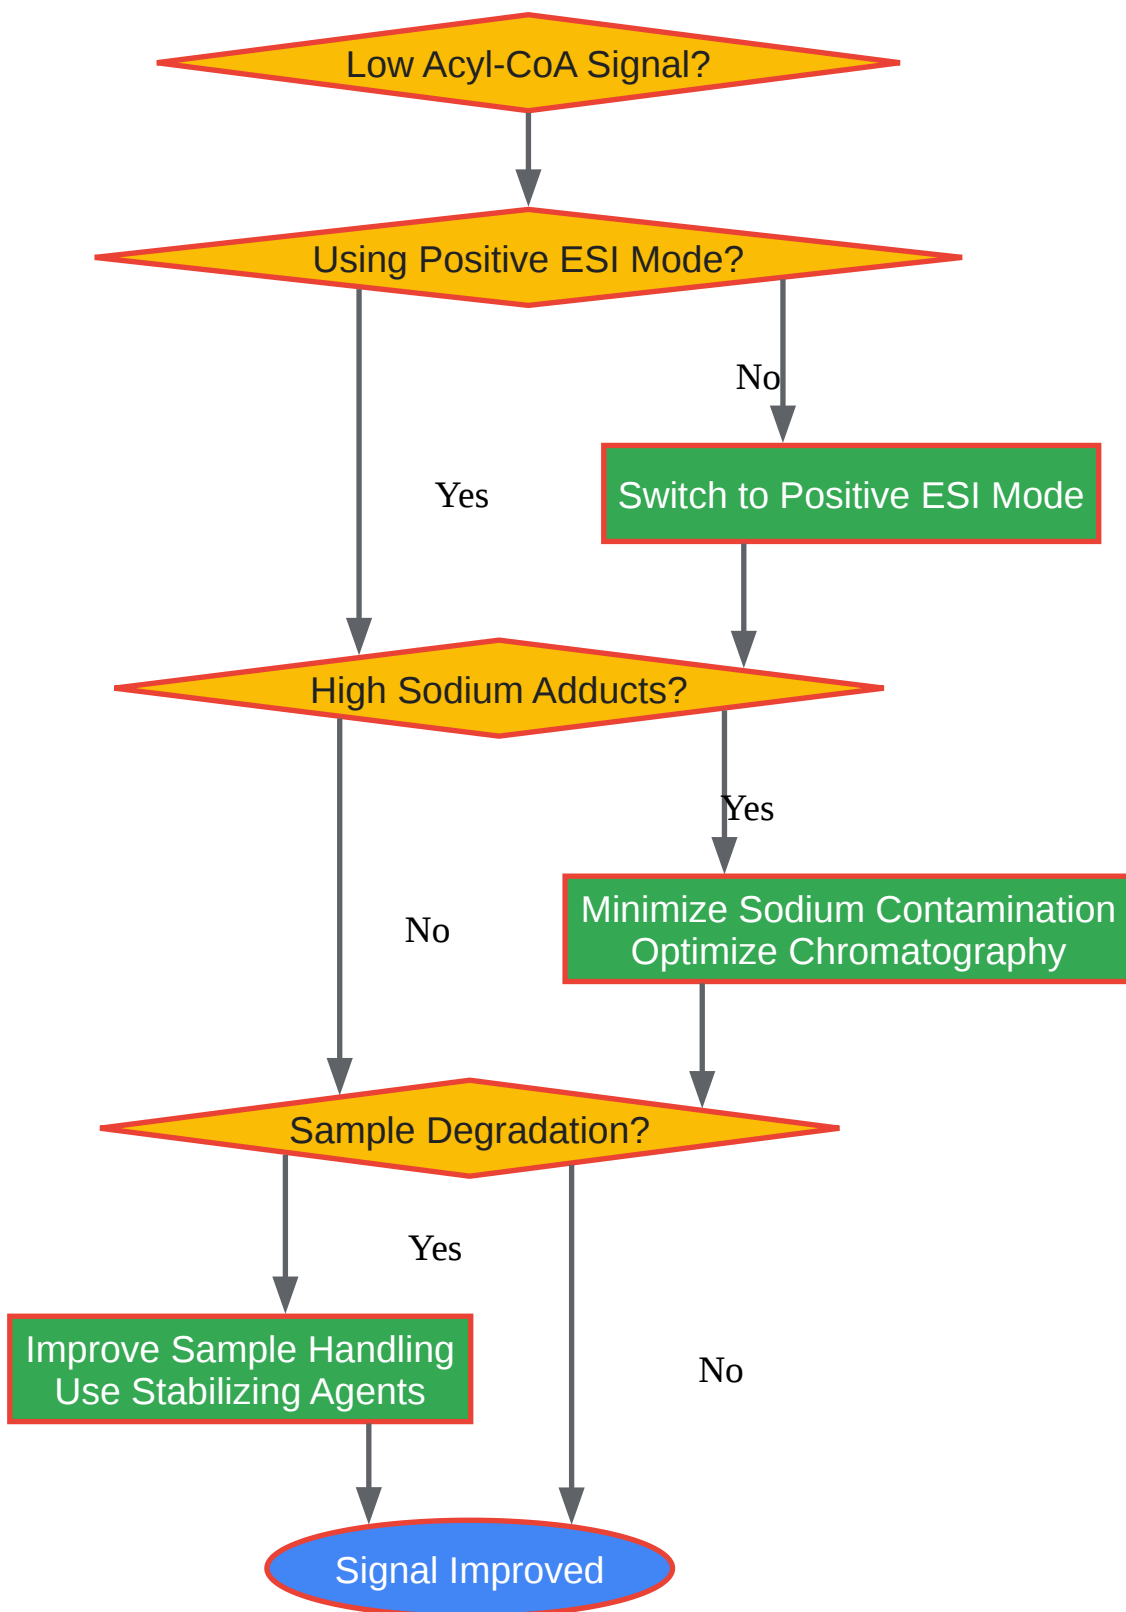 Low Acyl-CoA Signal?
Using Positive ESI Mode?
No
Yes
Switch to Positive ESI Mode
High Sodium Adducts?
Yes
No
Minimize Sodium Contamination
Optimize Chromatography
Sample Degradation?
Yes
Improve Sample Handling
Use Stabilizing Agents
No
Signal Improved